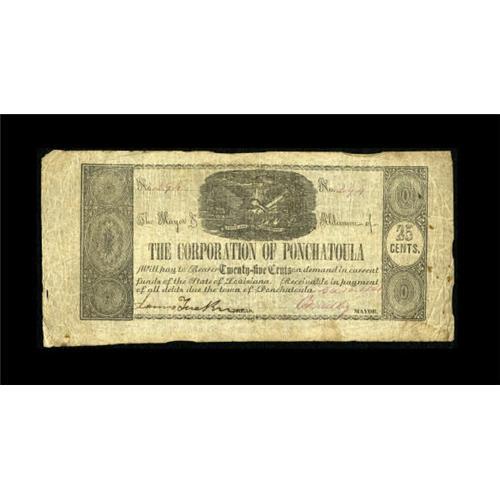 No. No.
The Mayor & Aldermen of
THE CORPORATION OF PONCHATOULA
Will pay to Bearer Twenty-five Cents on demand in current
funds of the State of Louisiana. Receivable in payment
of all debts due the town of Ponchatoula
25
CENTS.
MAYOR.